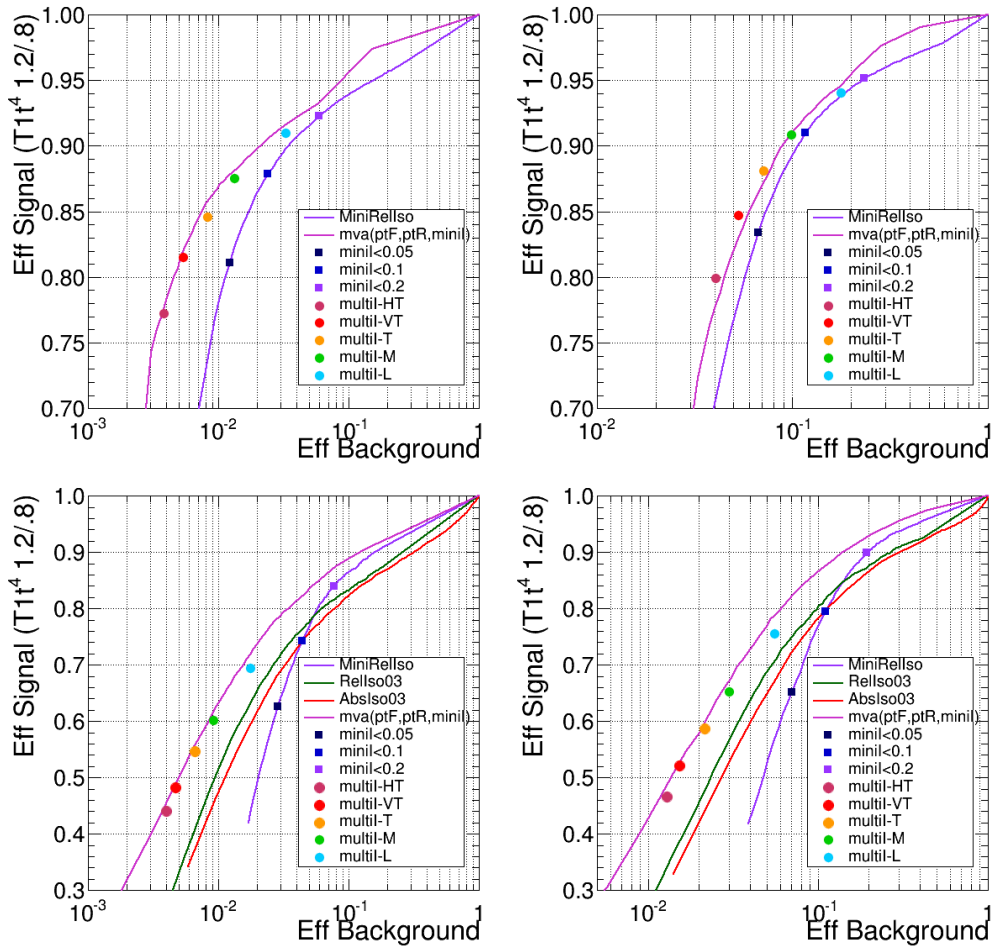 Eff Signal (T1t⁴ 1.2/.8)
1.00
0.95
0.90
0.85
0.80
0.75
0.70
MiniRelIso
mva(ptF,ptR,miniI)
miniI<0.05
miniI<0.1
miniI<0.2
multiI-HT
multiI-VT
multiI-T
multiI-M
multiI-L
10⁻³ 10⁻² 10⁻¹ 1
Eff Background
Eff Signal (T1t⁴ 1.2/.8)
1.00
0.95
0.90
0.85
0.80
0.75
0.70
MiniRelIso
mva(ptF,ptR,miniI)
miniI<0.05
miniI<0.1
miniI<0.2
multiI-HT
multiI-VT
multiI-T
multiI-M
multiI-L
10⁻² 10⁻¹ 1
Eff Background
Eff Signal (T1t⁴ 1.2/.8)
1.0
0.9
0.8
0.7
0.6
0.5
0.4
0.3
MiniRelIso
RelIso03
AbsIso03
mva(ptF,ptR,miniI)
miniI<0.05
miniI<0.1
miniI<0.2
multiI-HT
multiI-VT
multiI-T
multiI-M
multiI-L
10⁻³ 10⁻² 10⁻¹ 1
Eff Background
Eff Signal (T1t⁴ 1.2/.8)
1.0
0.9
0.8
0.7
0.6
0.5
0.4
0.3
MiniRelIso
RelIso03
AbsIso03
mva(ptF,ptR,miniI)
miniI<0.05
miniI<0.1
miniI<0.2
multiI-HT
multiI-VT
multiI-T
multiI-M
multiI-L
10⁻² 10⁻¹ 1
Eff Background